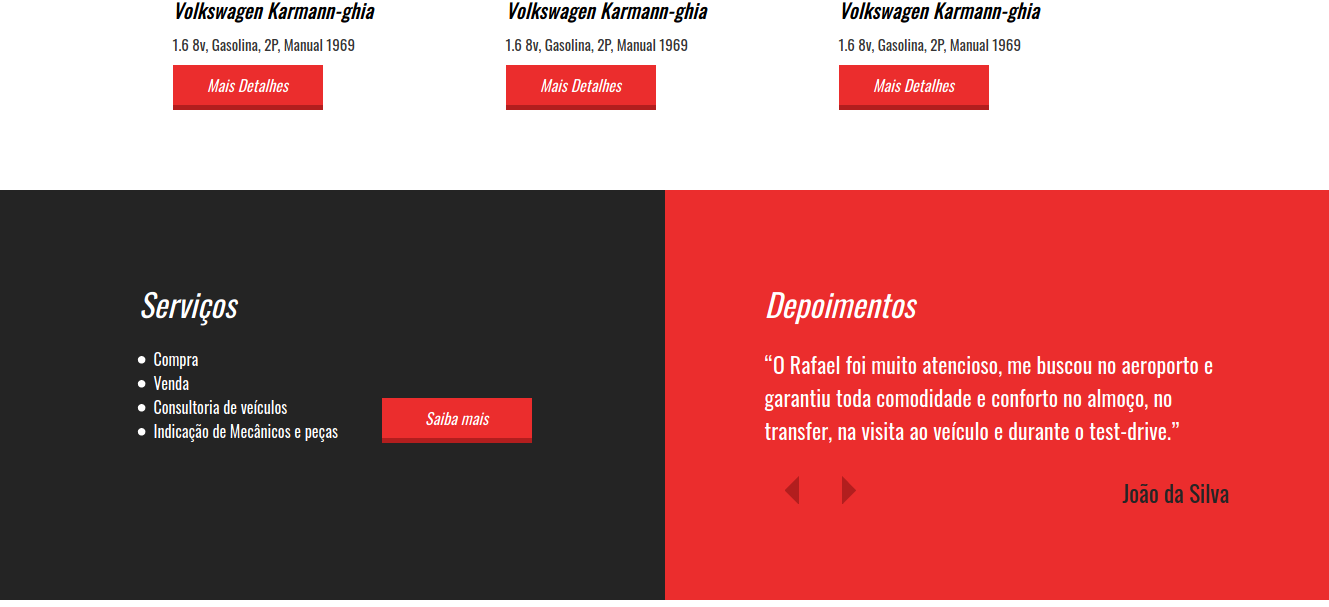 Volkswagen Karmann-ghia
1.6 8v, Gasolina, 2P, Manual 1969
Mais Detalhes
Volkswagen Karmann-ghia
1.6 8v, Gasolina, 2P, Manual 1969
Mais Detalhes
Volkswagen Karmann-ghia
1.6 8v, Gasolina, 2P, Manual 1969
Mais Detalhes
Serviços
Compra
Venda
Consultoria de veículos
Indicação de Mecânicos e peças
Saiba mais
Depoimentos
“O Rafael foi muito atencioso, me buscou no aeroporto e
garantiu toda comodidade e conforto no almoço, no
transfer, na visita ao veículo e durante o test-drive.”
João da Silva